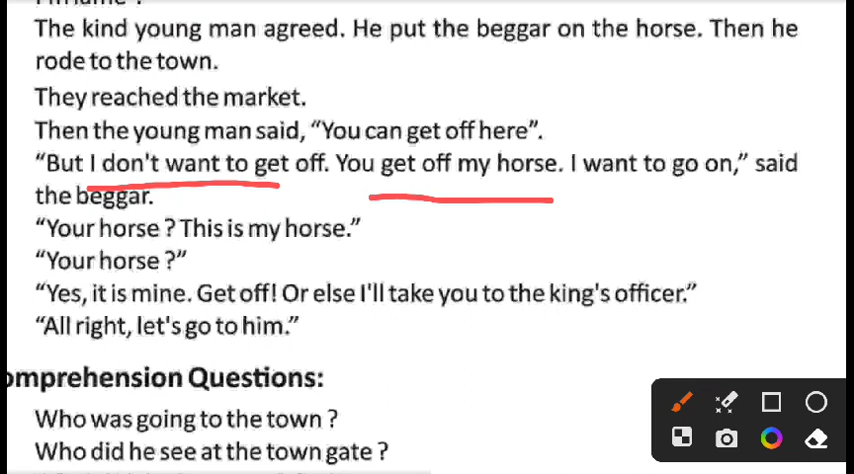 The kind young man agreed. He put the beggar on the horse. Then he
rode to the town.
They reached the market.
Then the young man said, “You can get off here”.
“But I don't want to get off. You get off my horse. I want to go on,” said
the beggar.
“Your horse ? This is my horse.”
“Your horse ?”
“Yes, it is mine. Get off! Or else I'll take you to the king's officer.”
“All right, let's go to him.”
omprehension Questions:
Who was going to the town ?
Who did he see at the town gate ?